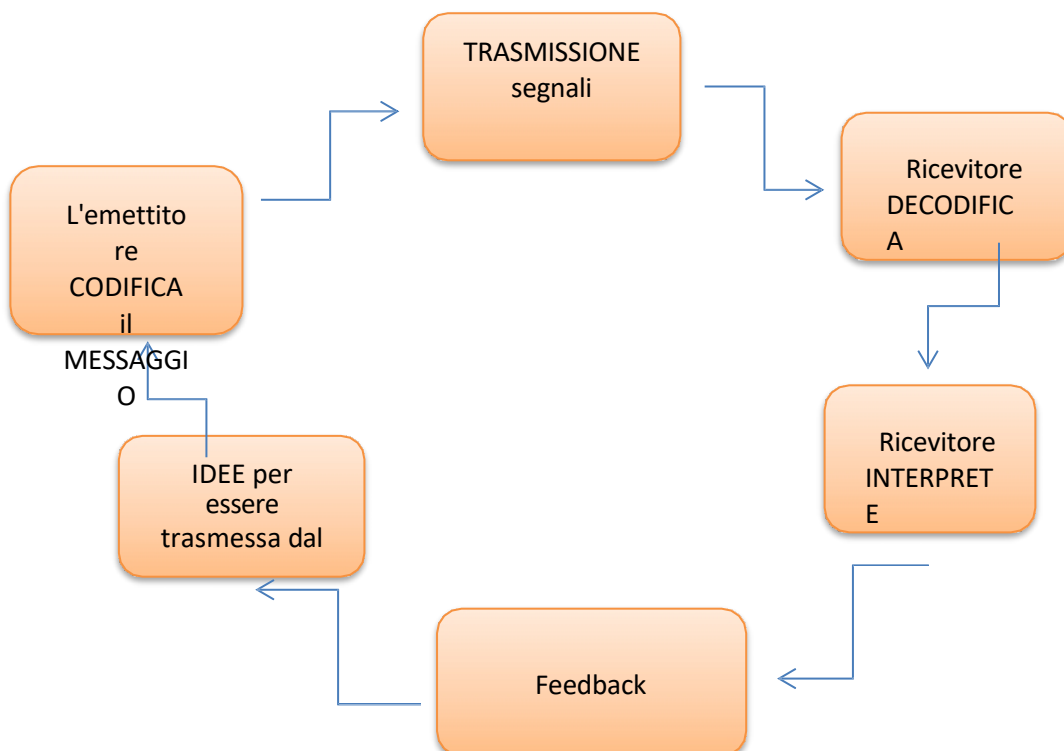 TRASMISSIONE
segnali
Ricevitore
DECODIFIC
A
L'emettito
re
CODIFICA
il
MESSAGGI
O
Ricevitore
INTERPRET
E
IDEE per
essere
trasmessa dal
Feedback